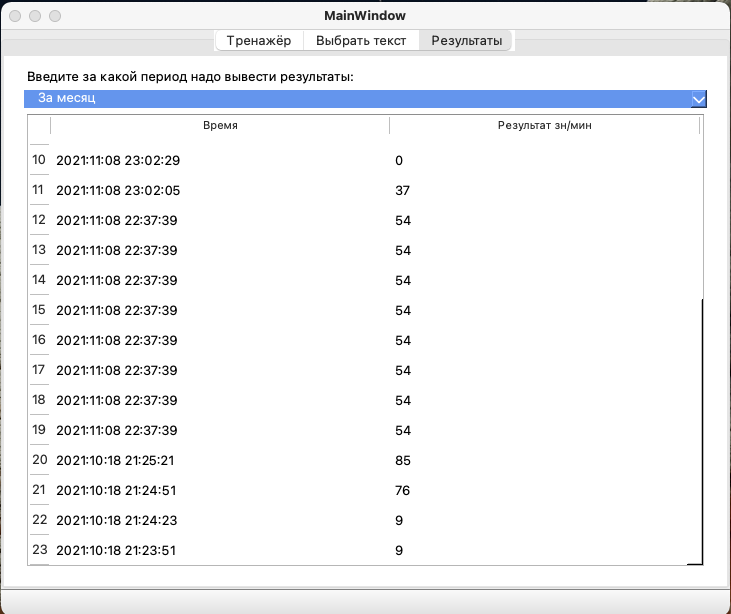 MainWindow
Тренажёр Выбрать текст Результаты
Введите за какой период надо вывести результаты:
За месяц
Время Результат зн/мин
10 2021:11:08 23:02:29 0
11 2021:11:08 23:02:05 37
12 2021:11:08 22:37:39 54
13 2021:11:08 22:37:39 54
14 2021:11:08 22:37:39 54
15 2021:11:08 22:37:39 54
16 2021:11:08 22:37:39 54
17 2021:11:08 22:37:39 54
18 2021:11:08 22:37:39 54
19 2021:11:08 22:37:39 54
20 2021:10:18 21:25:21 85
21 2021:10:18 21:24:51 76
22 2021:10:18 21:24:23 9
23 2021:10:18 21:23:51 9